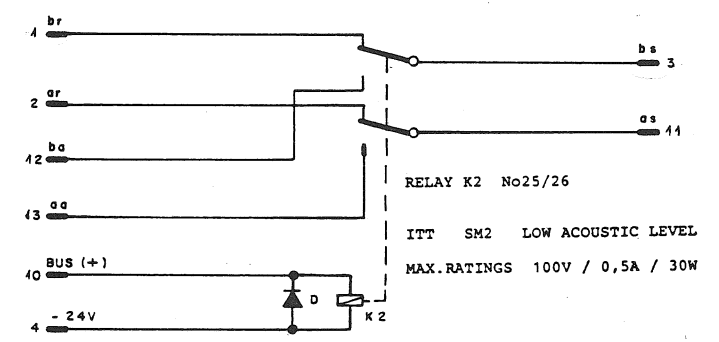 br
1
bs
3
ar
2
as
11
ba
12
RELAY K2 No25/26
aa
13
ITT SM2 LOW ACOUSTIC LEVEL
BUS (+)
MAX.RATINGS 100V / 0,5A / 30W
10
D
K2
- 24V
4